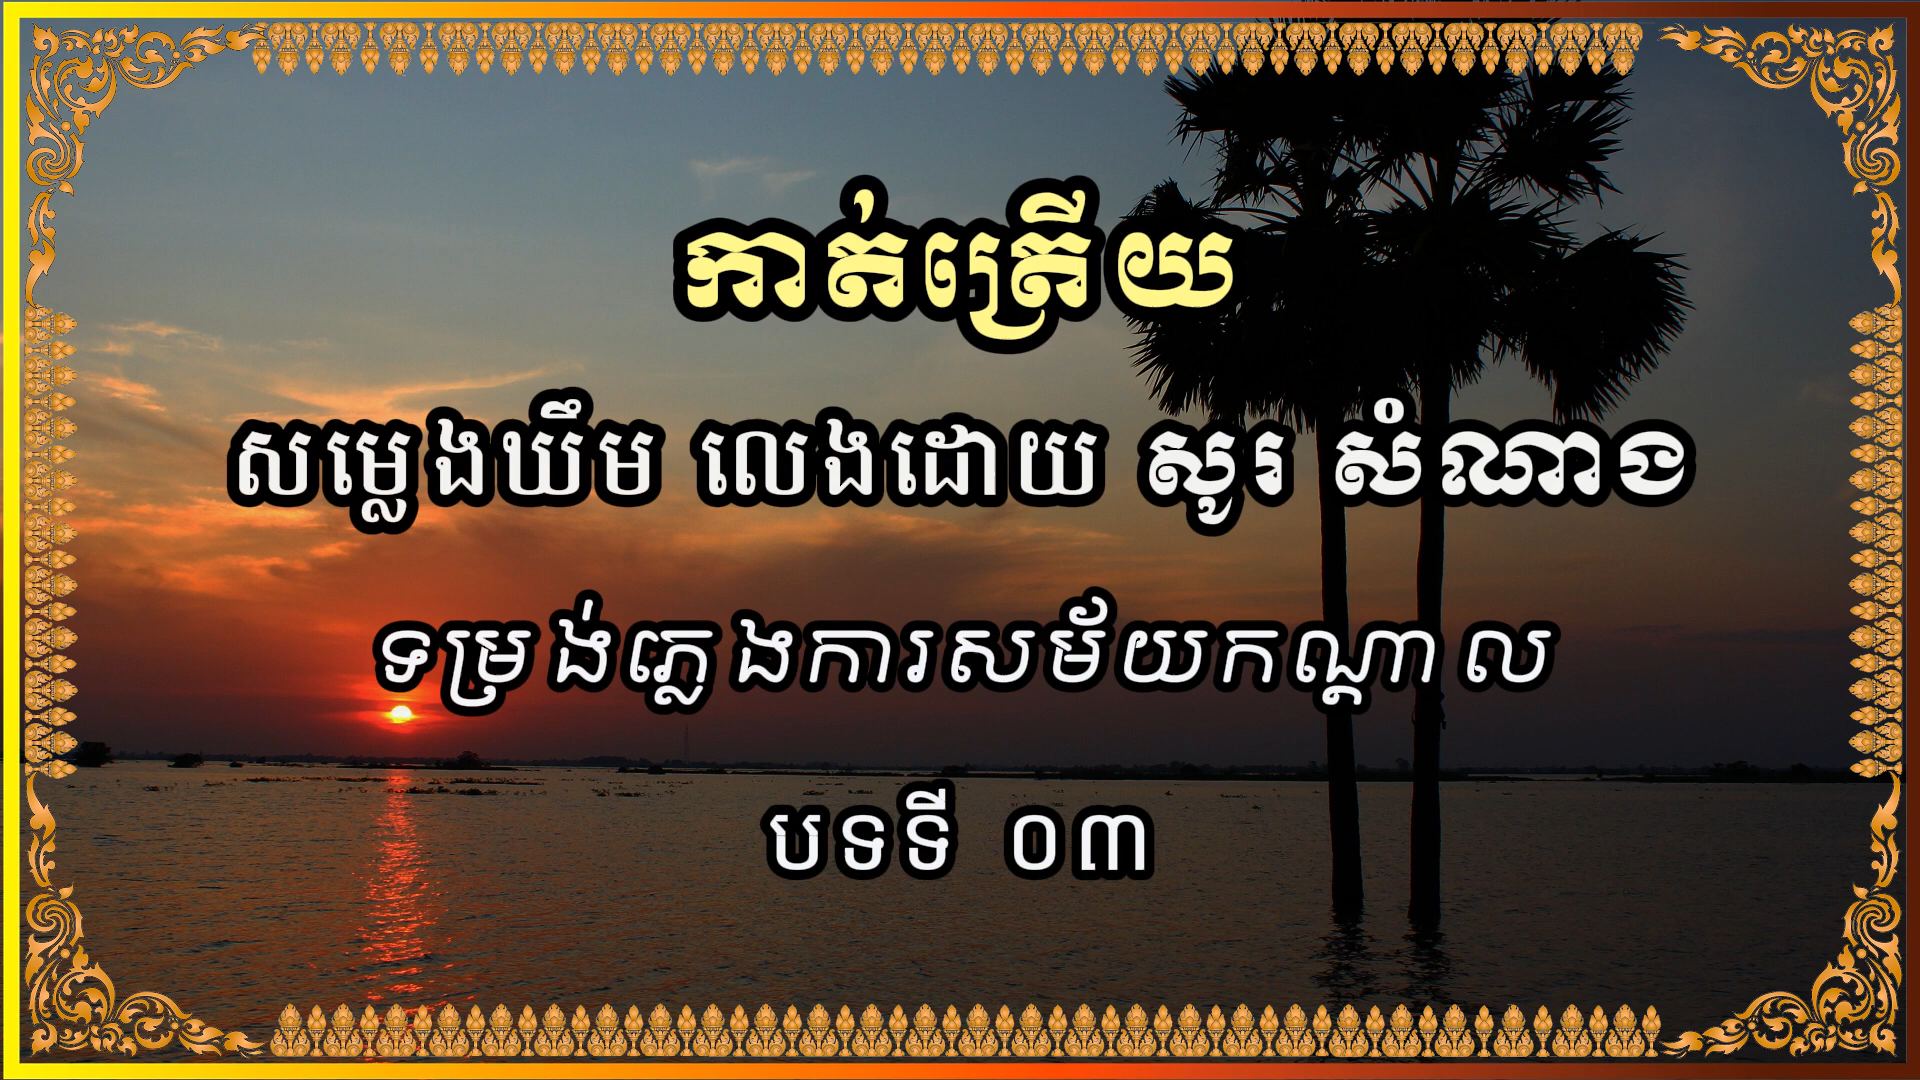 កាត់ត្រើយ
សម្លេងឃឹម លេងដោយ សូរ សំណាង
ទម្រង់ភ្លេងការសម័យកណ្ដាល
បទទី ០៣